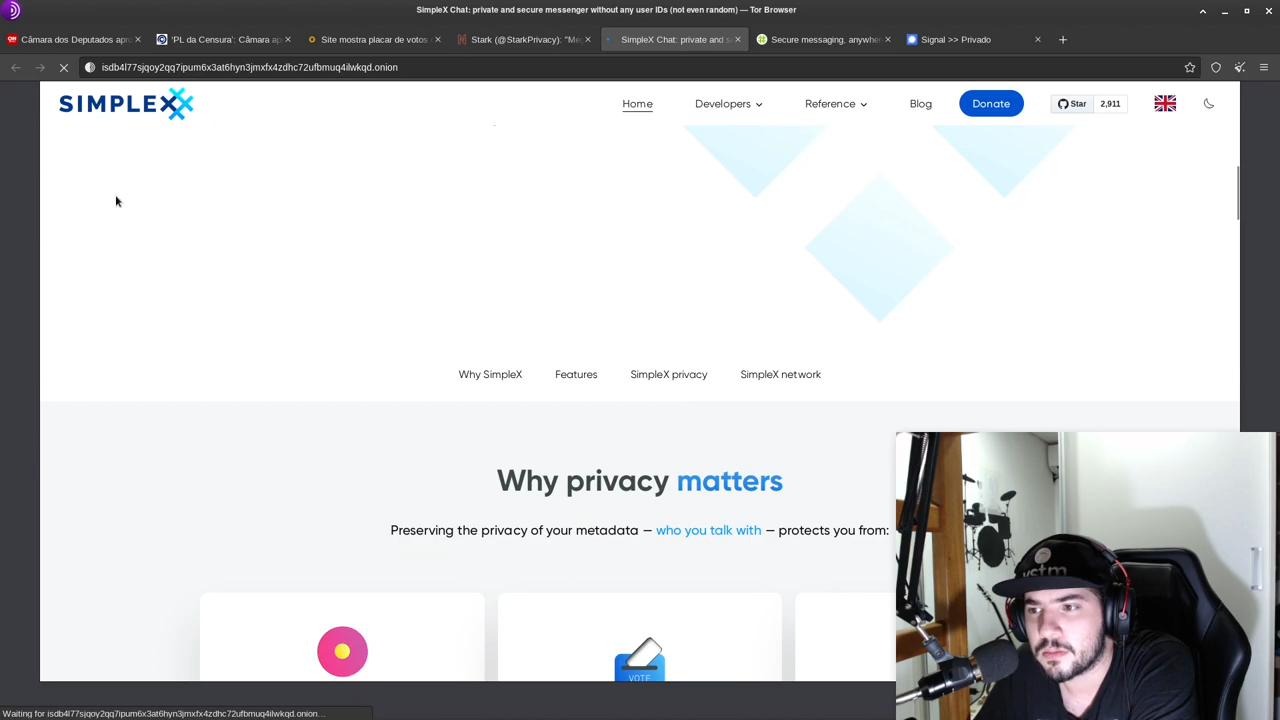 SimpleX Chat: private and secure messenger without any user IDs (not even random) — Tor Browser
Câmara dos Deputados apro
'PL da Censura': Câmara ap
Site mostra placar de votos
Stark (@StarkPrivacy): "Me
SimpleX Chat: private and s
Secure messaging, anywher
Signal >> Privado
isdb4l77sjqoy2qq7ipum6x3at6hyn3jmxfx4zdhc72ufbmuq4ilwkqd.onion
SIMPLEX
Home
Developers
Reference
Blog
Donate
Star
2,911
Why SimpleX
Features
SimpleX privacy
SimpleX network
Why privacy matters
Preserving the privacy of your metadata — who you talk with — protects you from:
VOTE
Waiting for isdb4l77sjqoy2qq7ipum6x3at6hyn3jmxfx4zdhc72ufbmuq4ilwkqd.onion…